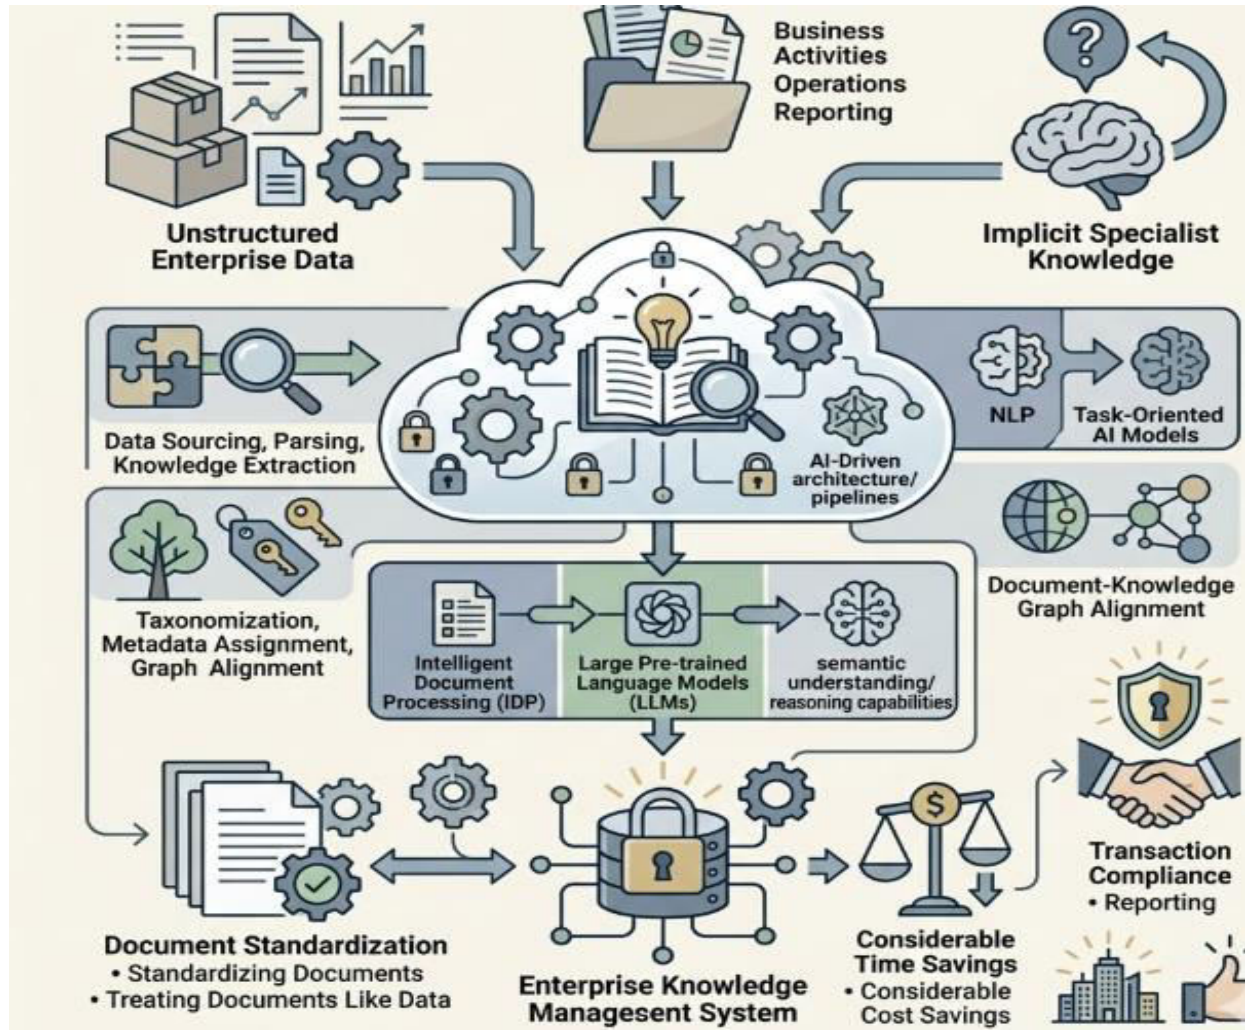 Business
Activities
Operations
Reporting
?
Unstructured
Enterprise Data
Implicit Specialist
Knowledge
Data Sourcing, Parsing,
Knowledge Extraction
NLP
Task-Oriented
AI Models
AI-Driven
architecture/
pipelines
Taxonomization,
Metadata Assignment,
Graph Alignment
Document-Knowledge
Graph Alignment
Intelligent
Document
Processing (IDP)
Large Pre-trained
Language Models
(LLMs)
semantic
understanding/
reasoning capabilities
$
Transaction
Compliance
• Reporting
Document Standardization
• Standardizing Documents
• Treating Documents Like Data
Enterprise Knowledge
Management System
Considerable
Time Savings
• Considerable
Cost Savings